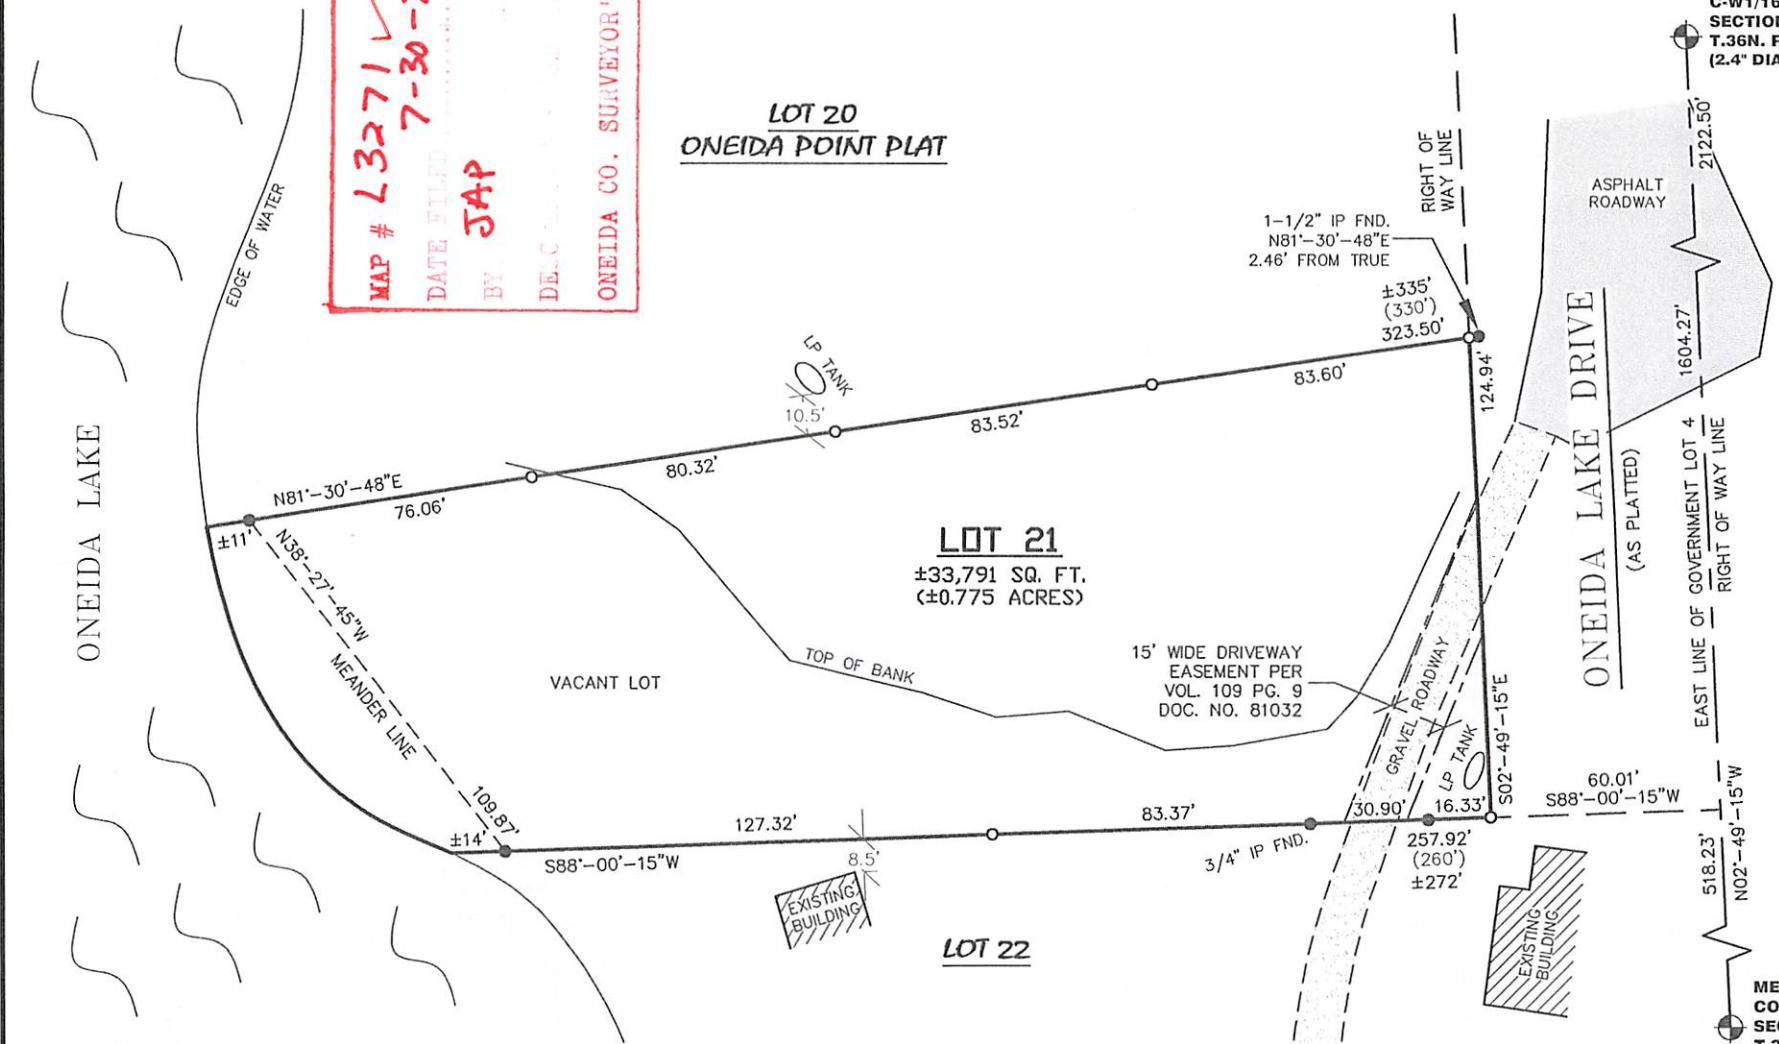 C-W1/16
SECTION
T.36N.
(2.4" DIA
MAP # L3271
DATE FILED
7-30-
BY JAP
ONEIDA CO. SURVEYOR'
LOT 20
ONEIDA POINT PLAT
RIGHT OF
WAY LINE
2122.50'
ASPHALT
ROADWAY
EDGE OF WATER
1-1/2" IP FND.
N81°-30'-48"E
2.46' FROM TRUE
±335'
(330')
323.50'
LP TANK
10.5'
83.60'
83.52'
80.32'
N81°-30'-48"E
76.06'
±11'
124.94'
1604.27'
ONEIDA LAKE DRIVE
(AS PLATTED)
EAST LINE OF GOVERNMENT LOT 4
RIGHT OF WAY LINE
ONEIDA LAKE
N38°-27'-45"W
MEANDER LINE
109.87'
LOT 21
±33,791 SQ. FT.
(±0.775 ACRES)
VACANT LOT
TOP OF BANK
15' WIDE DRIVEWAY
EASEMENT PER
VOL. 109 PG. 9
DOC. NO. 81032
GRAVEL ROADWAY
LP TANK
S02°-49'-15"E
60.01'
S88°-00'-15"W
±14'
S88°-00'-15"W
127.32'
8.5'
83.37'
3/4" IP FND.
30.90'
16.33'
257.92'
(260')
±272'
518.23'
N02°-49'-15"W
EXISTING
BUILDING
LOT 22
EXISTING
BUILDING
ME
CO
SE